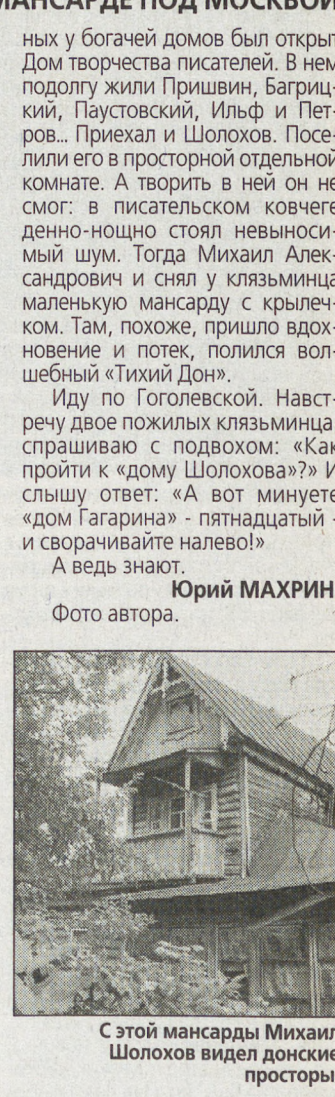 МАНСАРДЕ ПОД МОСКВОЙ
ных у богачей домов был открыт
Дом творчества писателей. В нем
подолгу жили Пришвин, Багриц-
кий, Паустовский, Ильф и Пет-
ров... Приехал и Шолохов. Посе-
лили его в просторной отдельной
комнате. А творить в ней он не
смог: в писательском ковчеге
денно-нощно стоял невыноси-
мый шум. Тогда Михаил Алек-
сандрович и снял у клязьминца
маленькую мансарду с крылеч-
ком. Там, похоже, пришло вдох-
новение и потек, полился вол-
шебный «Тихий Дон».
Иду по Гоголевской. Навст-
речу двое пожилых клязьминца
спрашиваю с подвохом: «Как
пройти к «дому Шолохова»?» И
слышу ответ: «А вот минуете
«дом Гагарина» - пятнадцатый -
и сворачивайте налево!»
А ведь знают.
Юрий МАХРИН
Фото автора.
С этой мансарды Михаил
Шолохов видел донские
просторы